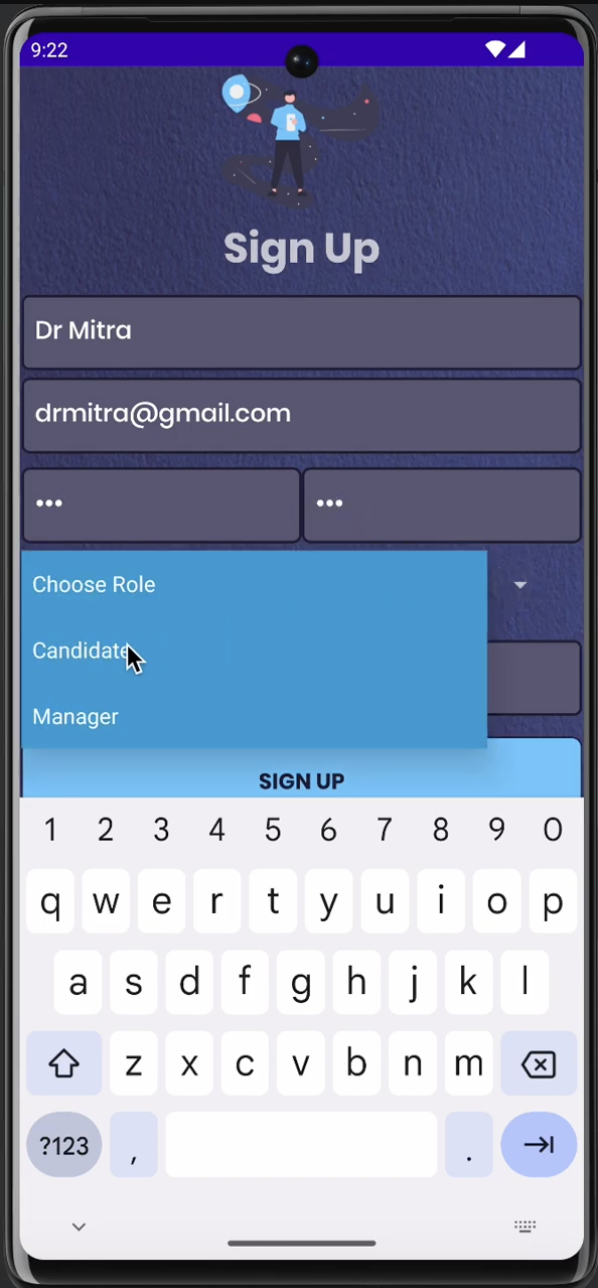 9:22
Sign Up
Dr Mitra
drmitra@gmail.com
••• •••
Choose Role
Candidate
Manager
SIGN UP
1 2 3 4 5 6 7 8 9 0
q w e r t y u i o p
a s d f g h j k l
z x c v b n m
?123 , .